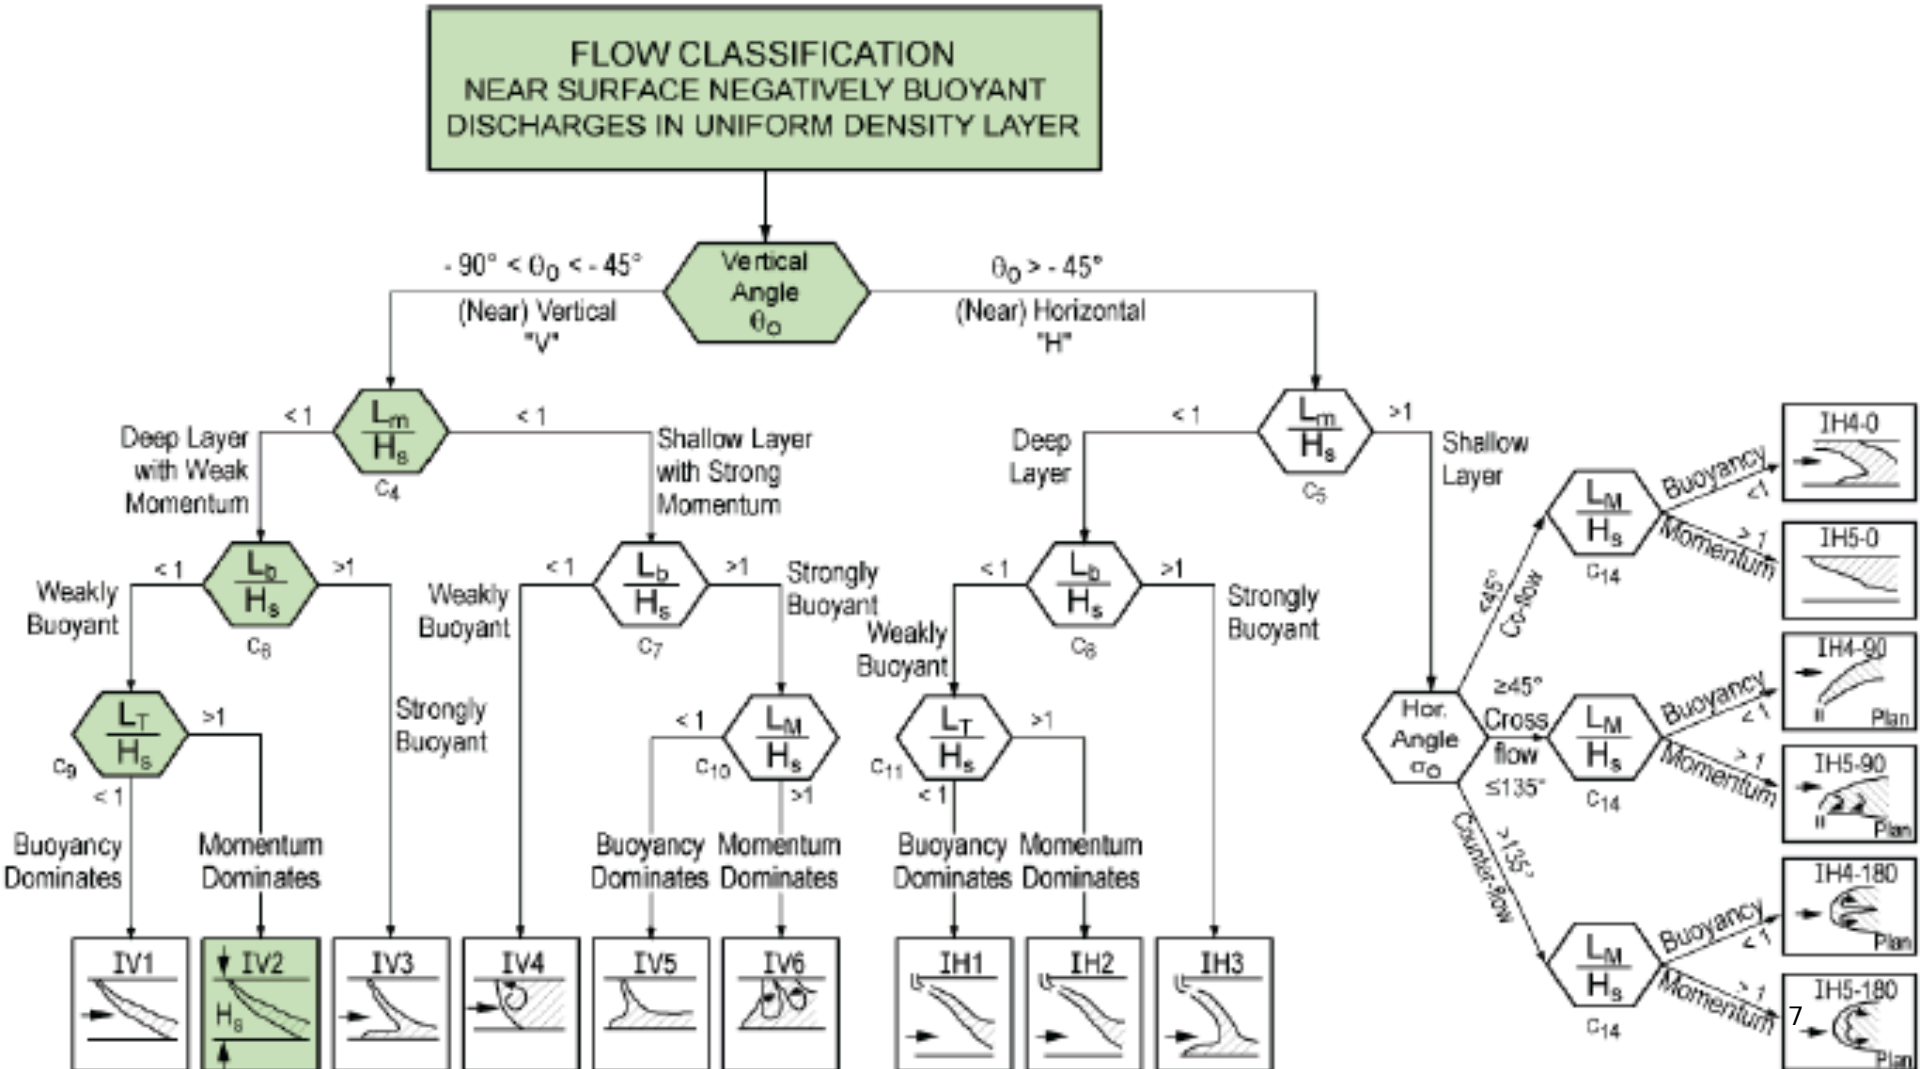 FLOW CLASSIFICATION
NEAR SURFACE NEGATIVELY BUOYANT
DISCHARGES IN UNIFORM DENSITY LAYER
Vertical
Angle
θo
- 90° < θo < - 45°
(Near) Vertical
"V"
θo > - 45°
(Near) Horizontal
"H"
Lm
Hs
C4
< 1
Deep Layer
with Weak
Momentum
< 1
Shallow Layer
with Strong
Momentum
Lm
Hs
C5
< 1
Deep
Layer
>1
Shallow
Layer
Lb
Hs
C6
< 1
Weakly
Buoyant
>1
Strongly
Buoyant
Lb
Hs
C7
< 1
Weakly
Buoyant
>1
Strongly
Buoyant
Lb
Hs
C8
< 1
Weakly
Buoyant
>1
Strongly
Buoyant
LT
Hs
C9
< 1
Buoyancy
Dominates
>1
Momentum
Dominates
LM
Hs
C10
< 1
Buoyancy
Dominates
>1
Momentum
Dominates
LT
Hs
C11
< 1
Buoyancy
Dominates
>1
Momentum
Dominates
Hor.
Angle
σo
≤45°
Co-flow
≥45°
Cross
flow
≤135°
>135°
Counter-flow
LM
Hs
C14
Buoyancy
<1
> 1
Momentum
LM
Hs
C14
Buoyancy
< 1
> 1
Momentum
LM
Hs
C14
Buoyancy
< 1
> 1
Momentum
IH4-0
IH5-0
IH4-90
Plan
IH5-90
Plan
IH4-180
Plan
IH5-180
Plan
7
IV1
IV2
Hs
IV3
IV4
IV5
IV6
IH1
IH2
IH3